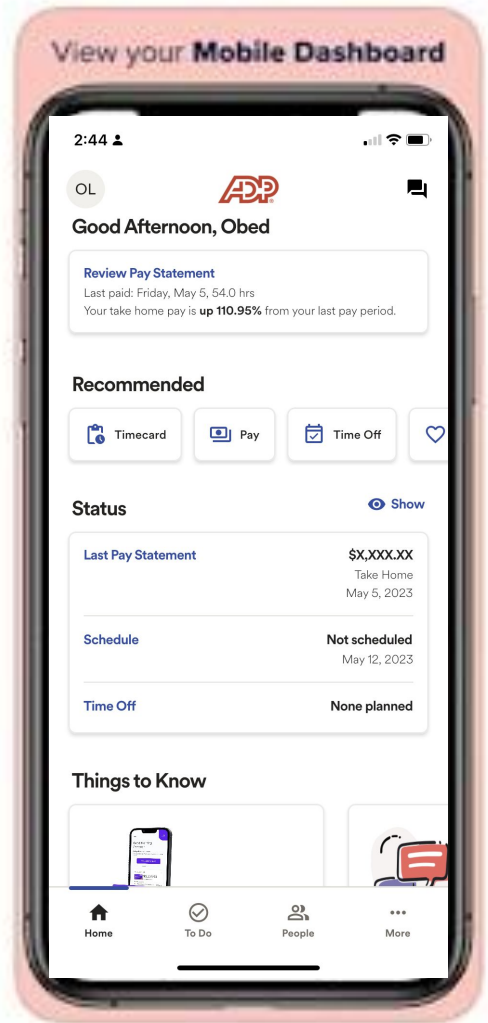 View your Mobile Dashboard
2:44
OL
ADP
Good Afternoon, Obed
Review Pay Statement
Last paid: Friday, May 5, 54.0 hrs
Your take home pay is up 110.95% from your last pay period.
Recommended
Timecard
Pay
Time Off
Status
Show
Last Pay Statement
$X,XXX.XX
Take Home
May 5, 2023
Schedule
Not scheduled
May 12, 2023
Time Off
None planned
Things to Know
Home
To Do
People
More